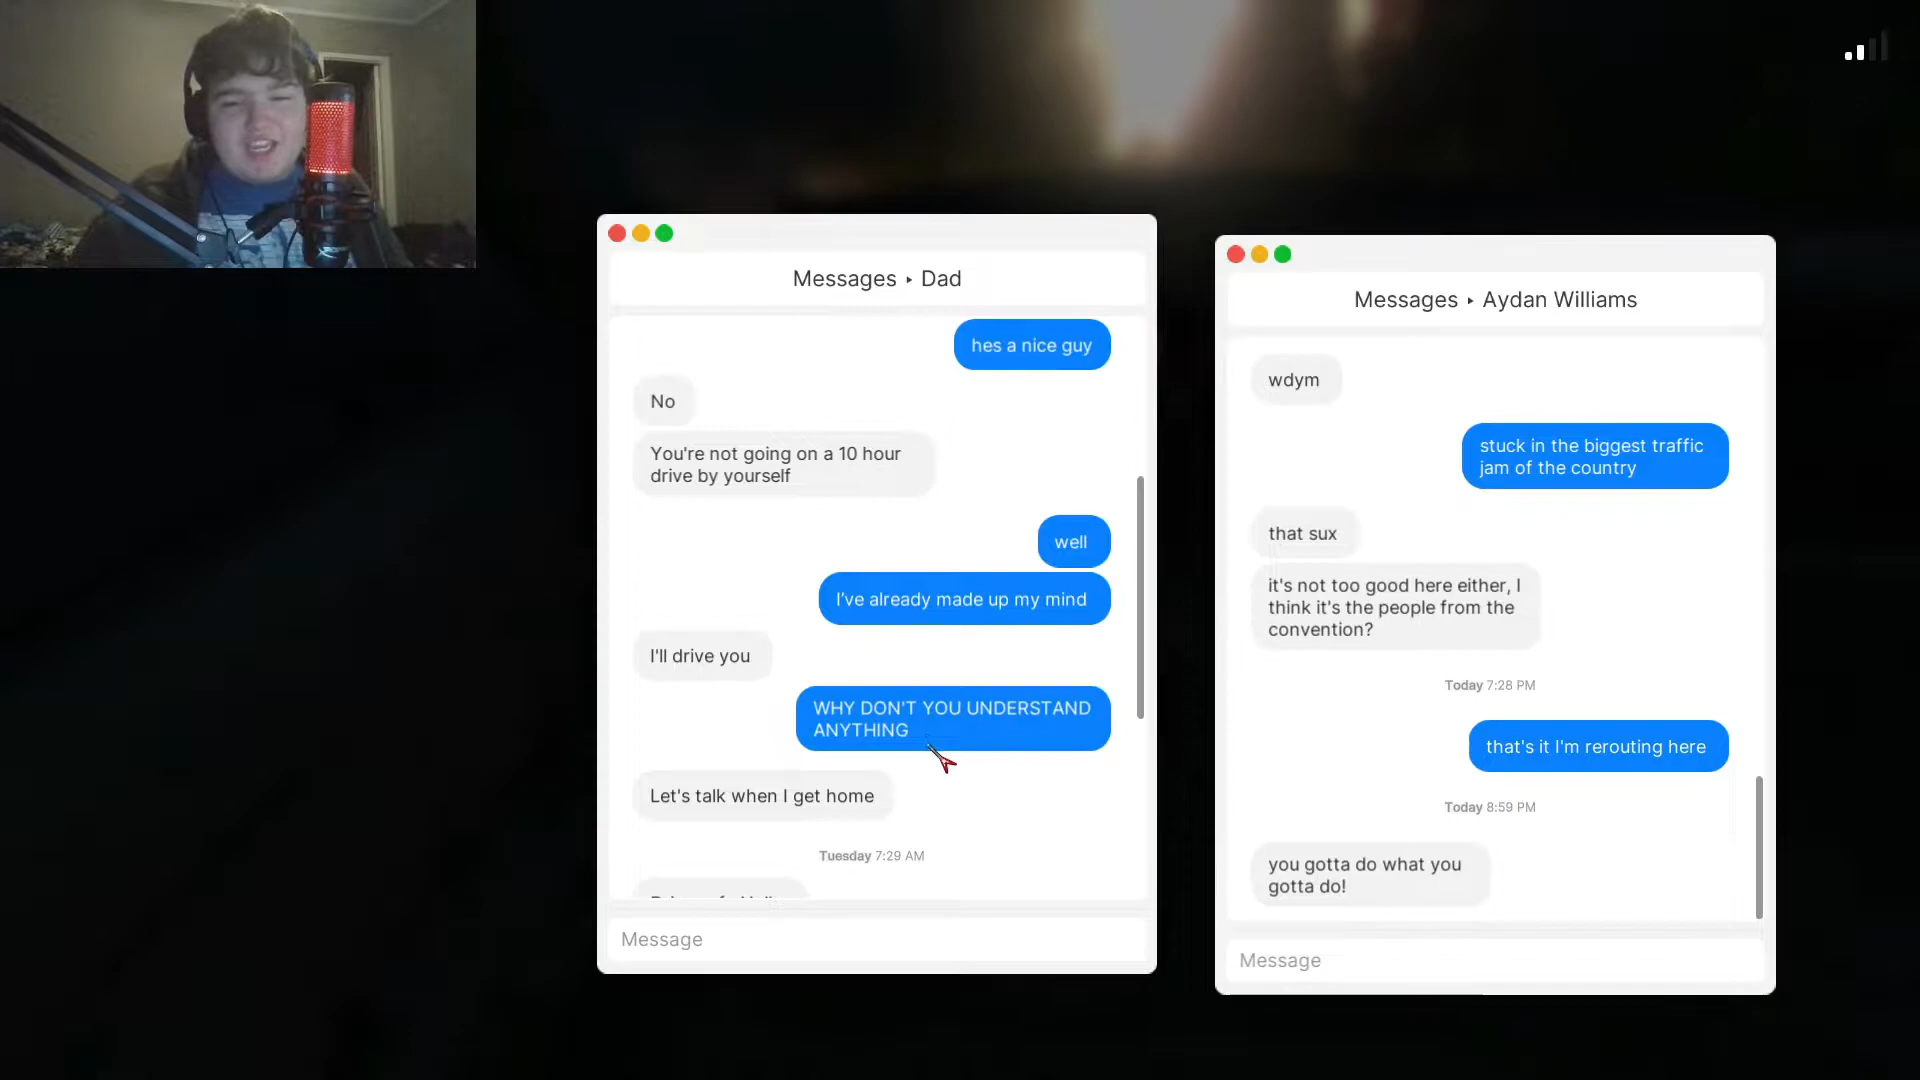 Messages ▸ Dad
hes a nice guy
No
You're not going on a 10 hour
drive by yourself
well
I've already made up my mind
I'll drive you
WHY DON'T YOU UNDERSTAND
ANYTHING
Let's talk when I get home
Tuesday 7:29 AM
Message
Messages ▸ Aydan Williams
wdym
stuck in the biggest traffic
jam of the country
that sux
it's not too good here either, I
think it's the people from the
convention?
Today 7:28 PM
that's it I'm rerouting here
Today 8:59 PM
you gotta do what you
gotta do!
Message